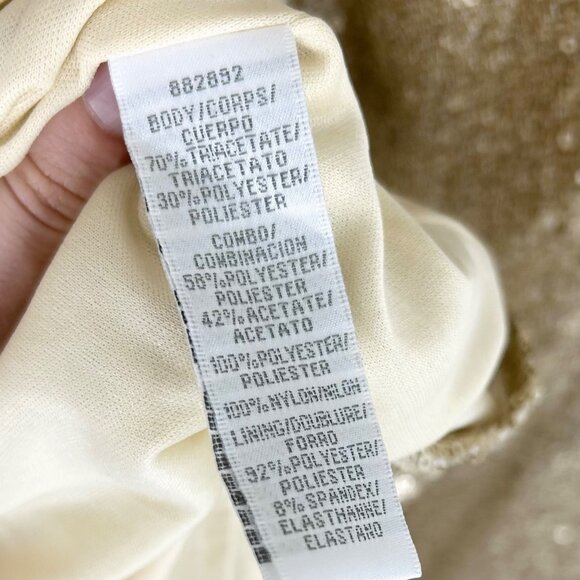 882892
BODY/CORPS/
CUERPO
70%TRIACETATE/
TRIACETATO
30%POLYESTER/
POLIESTER
COMBO/
COMBINACION
58%POLYESTER/
POLIESTER
42%ACETATE/
ACETATO
100%POLYESTER/
POLIESTER
100%NYLON/NILON
LINING/DOUBLURE/
FORRO
92%POLYESTER/
POLIESTER
8%SPANDEX/
ELASTHANNE/
ELASTANO